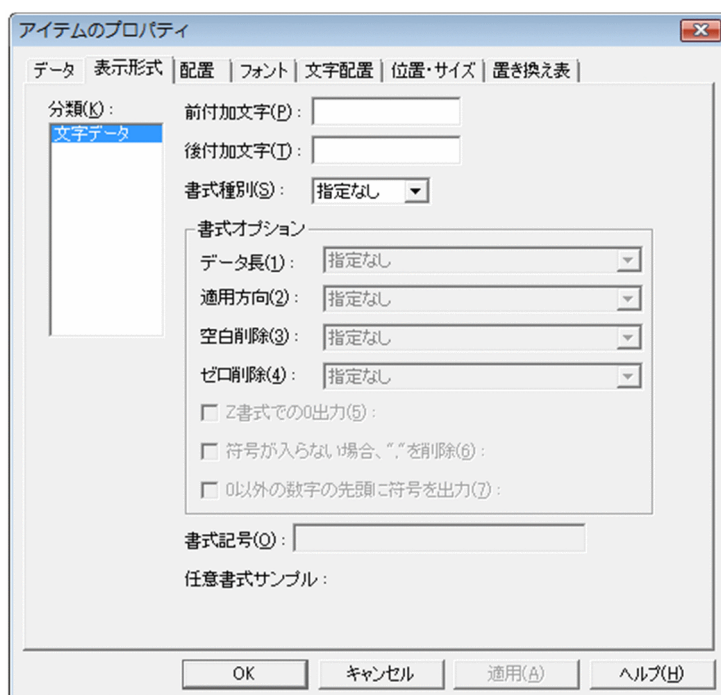 アイテムのプロパティ
データ 表示形式 配置 フォント 文字配置 位置・サイズ 置き換え表
分類(K):
文字データ
前付加文字(P):
後付加文字(T):
書式種別(S): 指定なし
書式オプション
データ長(1): 指定なし
適用方向(2): 指定なし
空白削除(3): 指定なし
ゼロ削除(4): 指定なし
Z書式での0出力(5):
符号が入らない場合、","を削除(6):
0以外の数字の先頭に符号を出力(7):
書式記号(O):
任意書式サンプル:
OK キャンセル 適用(A) ヘルプ(H)